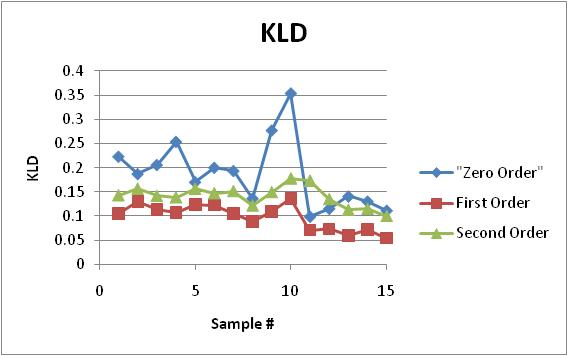 KLD
0.4
0.35
0.3
0.25
0.2
0.15
0.1
0.05
0
KLD
0 5 10 15
Sample #
"Zero Order"
First Order
Second Order